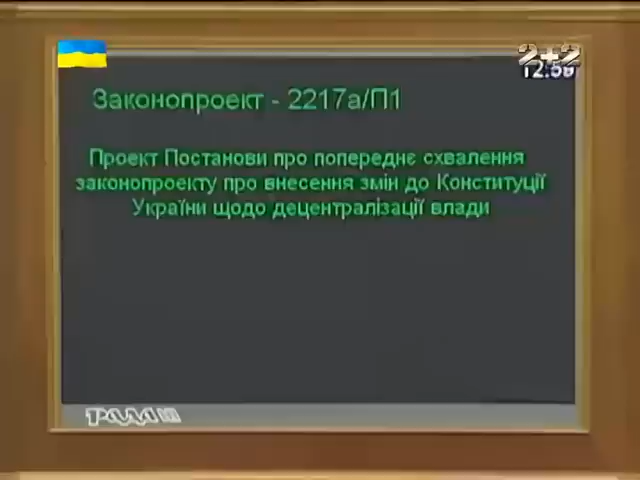 2+2
12:59
Законопроект - 2217а/П1
Проект Постанови про попереднє схвалення
законопроекту про внесення змін до Конституції
України щодо децентралізації влади
РАДА